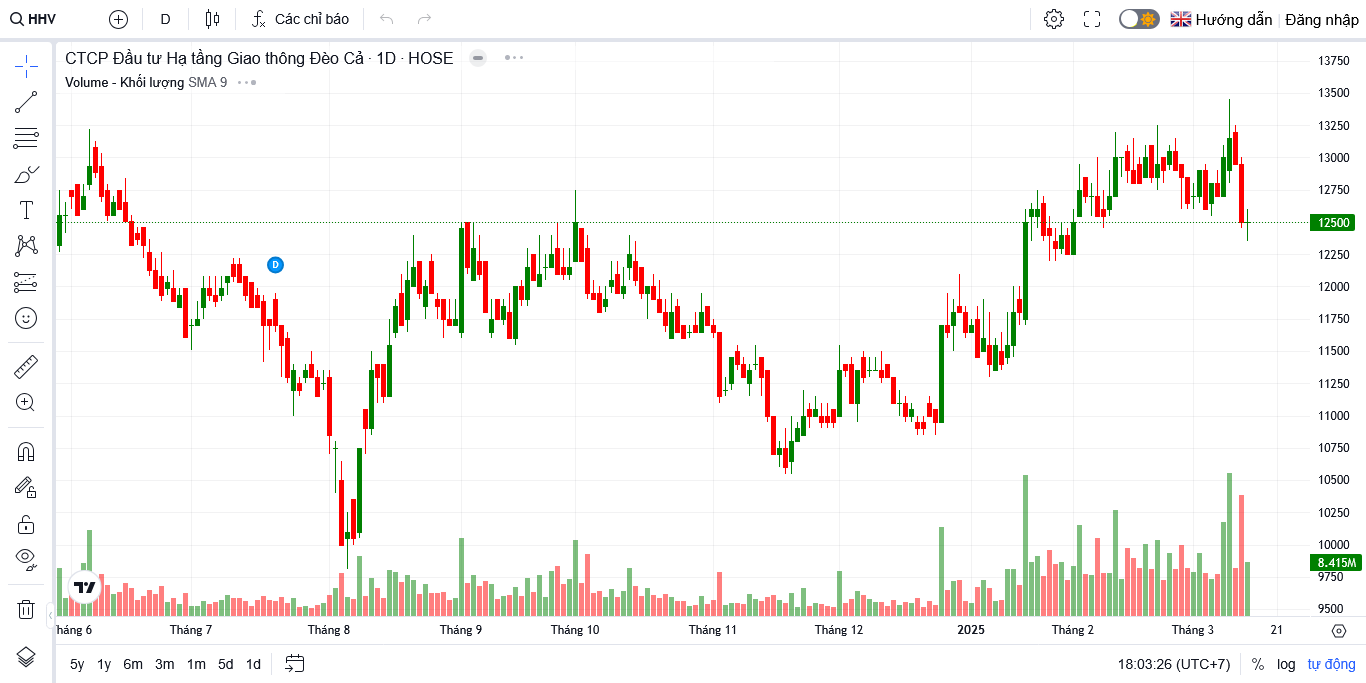 HHV D Các chỉ báo Hướng dẫn Đăng nhập
CTCP Đầu tư Hạ tầng Giao thông Đèo Cả · 1D · HOSE
Volume - Khối lượng SMA 9
13750
13500
13250
13000
12750
12500
12250
12000
11750
11500
11250
11000
10750
10500
10250
10000
8.415M
9750
9500
D
háng 6 Tháng 7 Tháng 8 Tháng 9 Tháng 10 Tháng 11 Tháng 12 2025 Tháng 2 Tháng 3 21
5y 1y 6m 3m 1m 5d 1d 18:03:26 (UTC+7) % log tự động